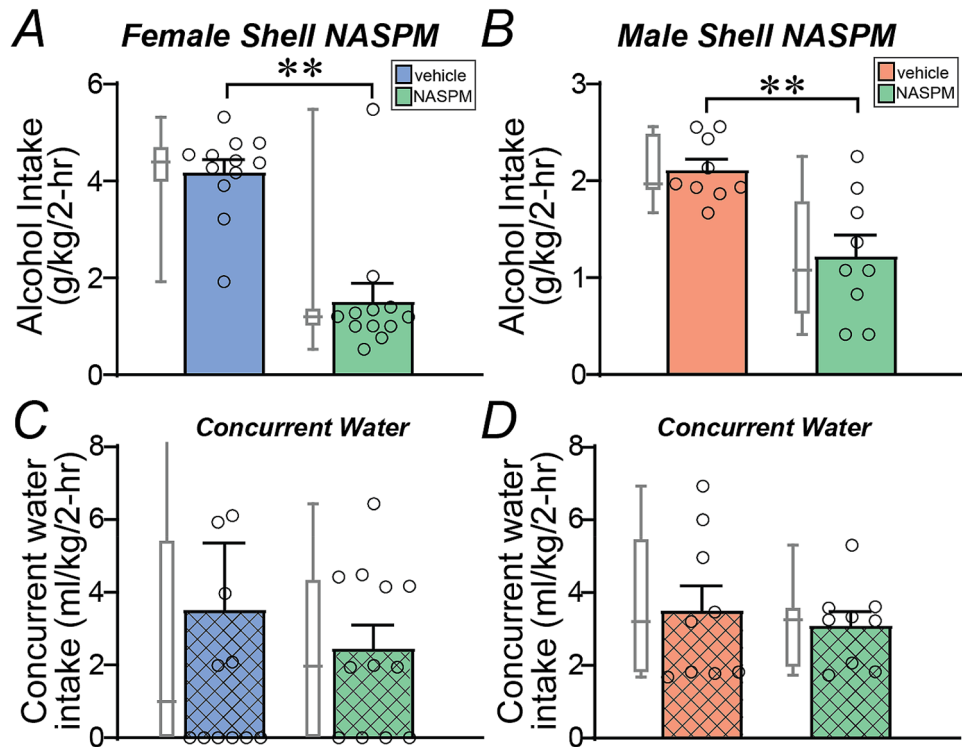 A
Female Shell NASPM
**
vehicle
NASPM
Alcohol Intake
(g/kg/2-hr)
6
4
2
0
B
Male Shell NASPM
**
vehicle
NASPM
Alcohol Intake
(g/kg/2-hr)
3
2
1
0
C
Concurrent Water
Concurrent water
intake (ml/kg/2-hr)
8
6
4
2
0
D
Concurrent Water
Concurrent water
intake (ml/kg/2-hr)
8
6
4
2
0